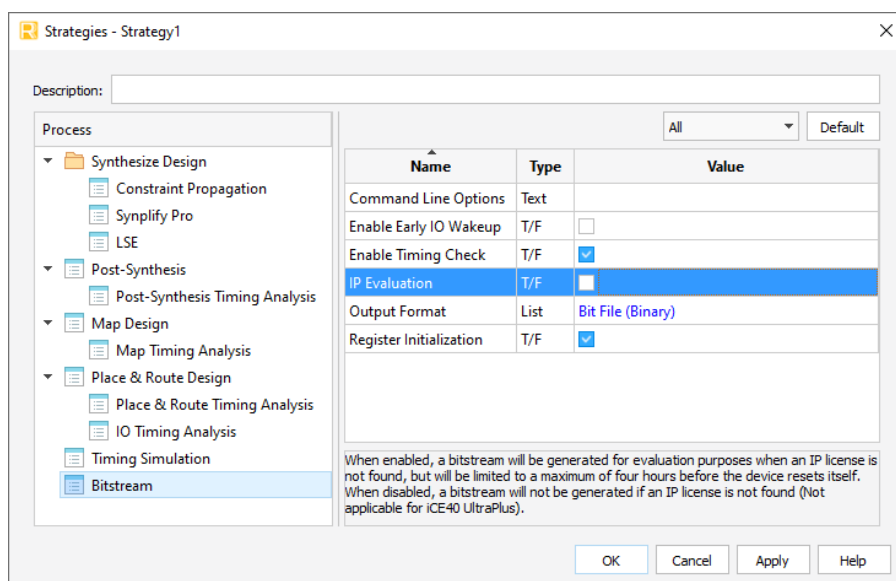 Strategies - Strategy1
Description:
All
Default
Process
Synthesize Design
Constraint Propagation
Synplify Pro
LSE
Post-Synthesis
Post-Synthesis Timing Analysis
Map Design
Map Timing Analysis
Place & Route Design
Place & Route Timing Analysis
IO Timing Analysis
Timing Simulation
Bitstream
Name Type Value
Command Line Options Text
Enable Early IO Wakeup T/F
Enable Timing Check T/F
IP Evaluation T/F
Output Format List Bit File (Binary)
Register Initialization T/F
When enabled, a bitstream will be generated for evaluation purposes when an IP license is
not found, but will be limited to a maximum of four hours before the device resets itself.
When disabled, a bitstream will not be generated if an IP license is not found (Not
applicable for iCE40 UltraPlus).
OK Cancel Apply Help